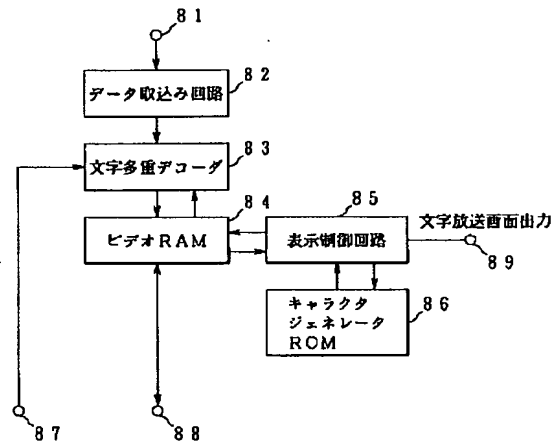 81
データ取込み回路
82
文字多重デコーダ
83
ビデオRAM
84
表示制御回路
85
文字放送画面出力
89
キャラクタ
ジェネレータ
ROM
86
87
88